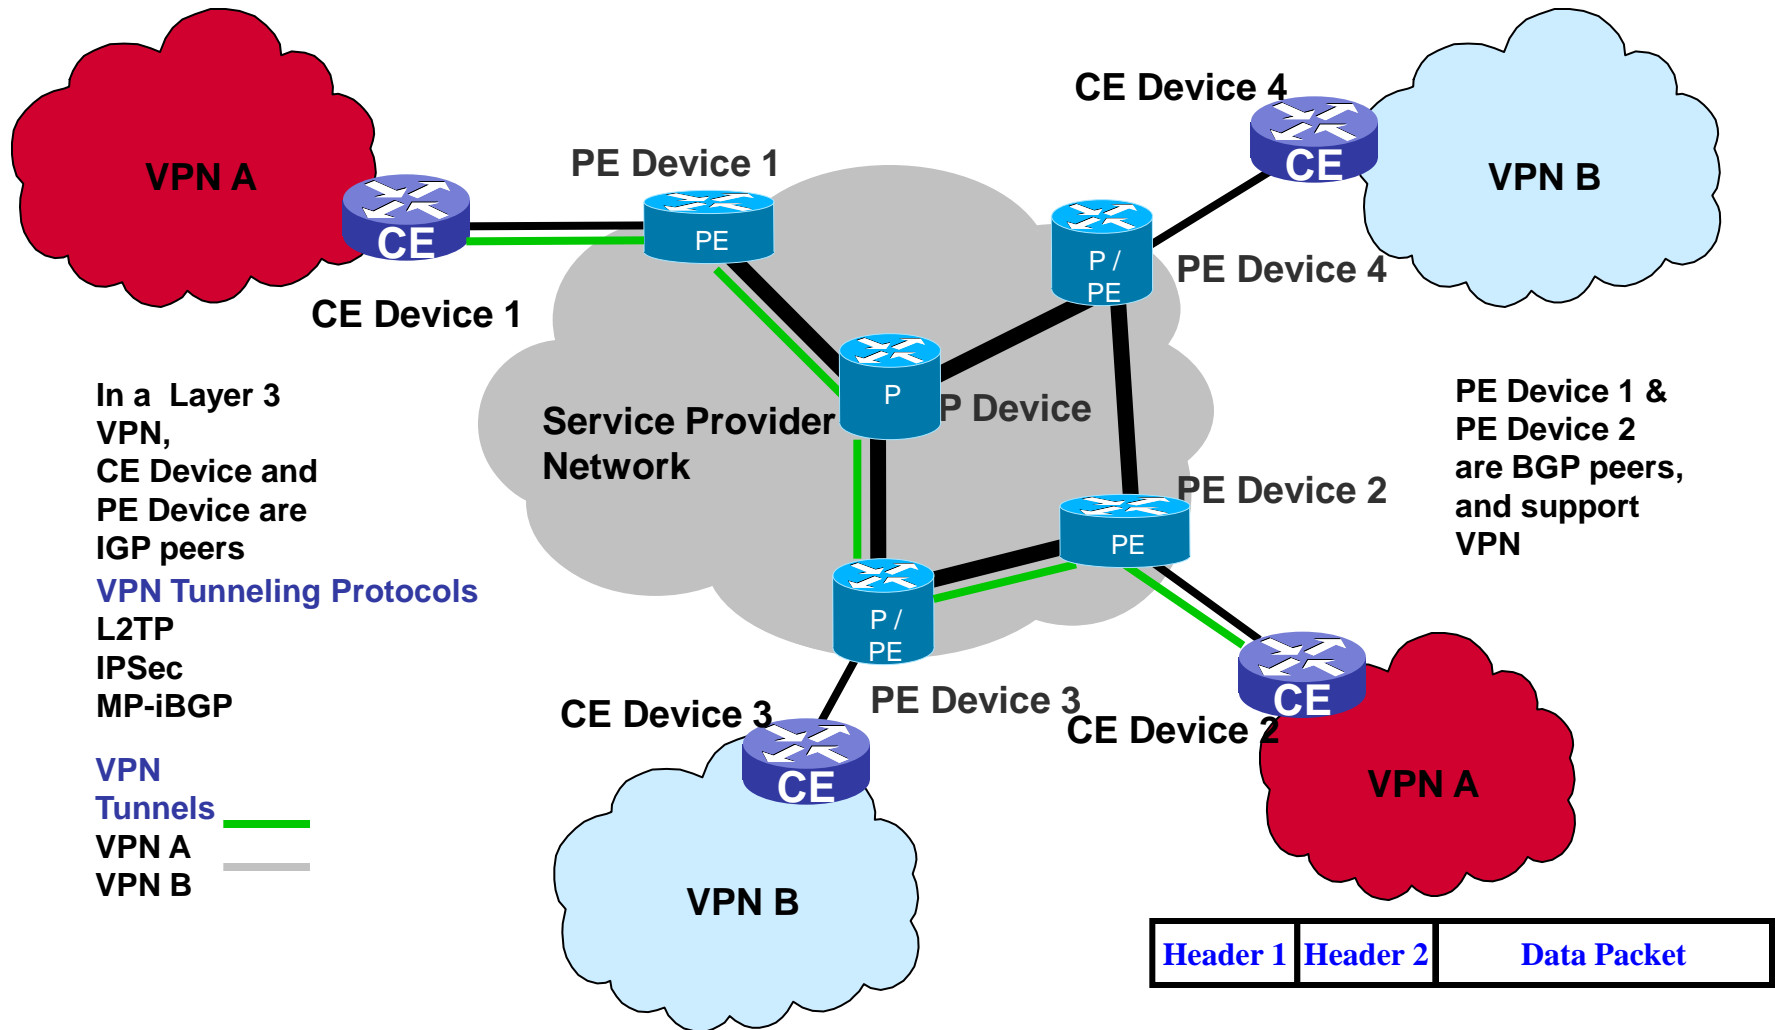 CE Device 4
VPN A
PE Device 1
CE
VPN B
CE
PE
P /
PE
PE Device 4
CE Device 1
In a Layer 3
VPN,
CE Device and
PE Device are
IGP peers
P
P Device
Service Provider
Network
PE Device 1 &
PE Device 2
are BGP peers,
and support
VPN
PE Device 2
PE
VPN Tunneling Protocols
L2TP
IPSec
MP-iBGP
P /
PE
PE Device 3
CE Device 3
CE
CE Device 2
CE
VPN A
VPN
Tunnels
VPN A
VPN B
VPN B
Header 1
Header 2
Data Packet